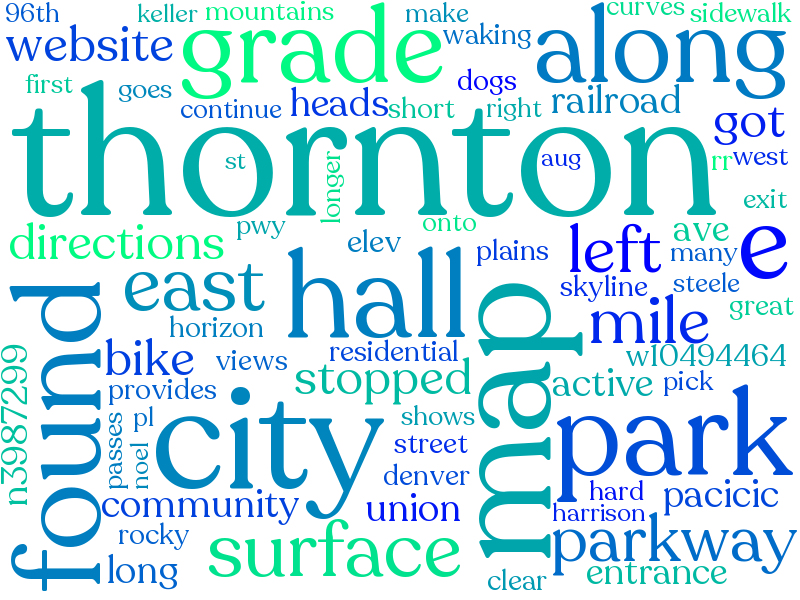 96th keller mountains make curves sidewalk
website grade waking along
first goes dogs
continue heads short right railroad got
thornton
st longer aug rr west
exit
directions pwy onto ave e
elev plains left many
east hall skyline steele
found horizon map mile great
bike views residential w10494464
n3987299 provides stopped active pick
passes pl city shows park
noel street
denver hard pacicic
community union harrison
rocky surface parkway
long clear entrance